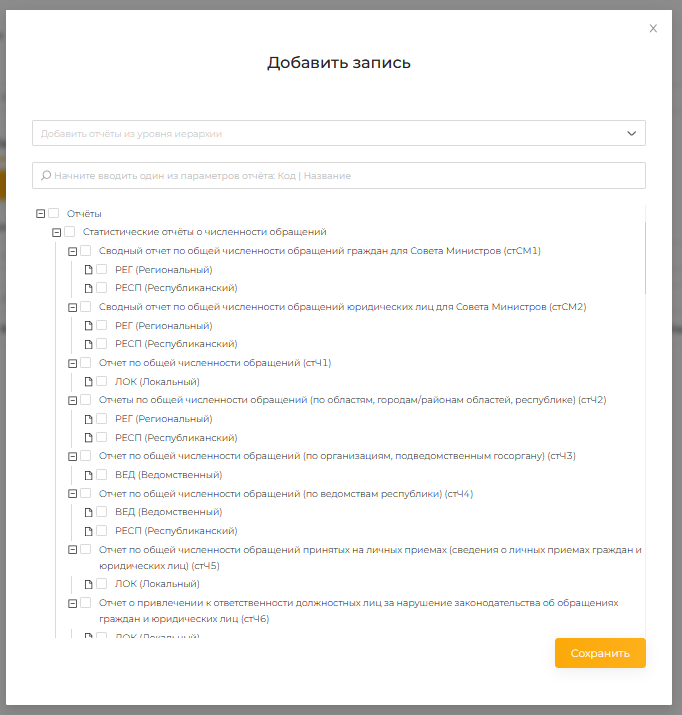 X
Добавить запись
Добавить отчёты из уровня иерархии
Начните вводить один из параметров отчёта: Код | Название
Отчёты
Статистические отчёты о численности обращений
Сводный отчет по общей численности обращений граждан для Совета Министров (стСМ1)
РЕГ (Региональный)
РЕСП (Республиканский)
Сводный отчет по общей численности обращений юридических лиц для Совета Министров (стСМ2)
РЕГ (Региональный)
РЕСП (Республиканский)
Отчет по общей численности обращений (стЧ1)
ЛОК (Локальный)
Отчеты по общей численности обращений (по областям, городам/районам областей, республике) (стЧ2)
РЕГ (Региональный)
РЕСП (Республиканский)
Отчет по общей численности обращений (по организациям, подведомственным госоргану) (стЧ3)
ВЕД (Ведомственный)
Отчет по общей численности обращений (по ведомствам республики) (стЧ4)
ВЕД (Ведомственный)
РЕСП (Республиканский)
Отчет по общей численности обращений принятых на личных приемах (сведения о личных приемах граждан и
юридических лиц) (стЧ5)
ЛОК (Локальный)
Отчет о привлечении к ответственности должностных лиц за нарушение законодательства об обращениях
граждан и юридических лиц (стЧ6)
ЛОК (Локальный)
Сохранить